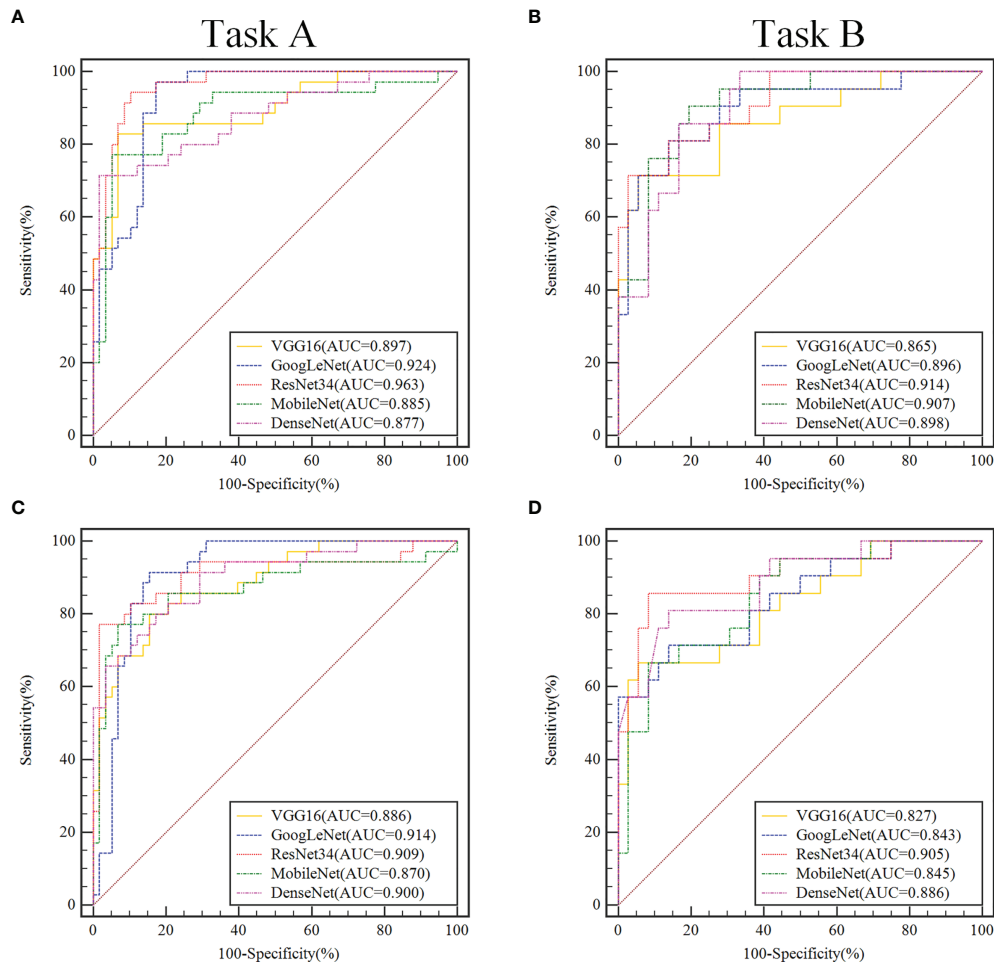 A
Task A
B
Task B
100
80
60
40
20
0
Sensitivity(%)
VGG16(AUC=0.897)
GoogLeNet(AUC=0.924)
ResNet34(AUC=0.963)
MobileNet(AUC=0.885)
DenseNet(AUC=0.877)
0 20 40 60 80 100
100-Specificity(%)
100
80
60
40
20
0
Sensitivity(%)
VGG16(AUC=0.865)
GoogLeNet(AUC=0.896)
ResNet34(AUC=0.914)
MobileNet(AUC=0.907)
DenseNet(AUC=0.898)
0 20 40 60 80 100
100-Specificity(%)
C
100
80
60
40
20
0
Sensitivity(%)
VGG16(AUC=0.886)
GoogLeNet(AUC=0.914)
ResNet34(AUC=0.909)
MobileNet(AUC=0.870)
DenseNet(AUC=0.900)
0 20 40 60 80 100
100-Specificity(%)
D
100
80
60
40
20
0
Sensitivity(%)
VGG16(AUC=0.827)
GoogLeNet(AUC=0.843)
ResNet34(AUC=0.905)
MobileNet(AUC=0.845)
DenseNet(AUC=0.886)
0 20 40 60 80 100
100-Specificity(%)